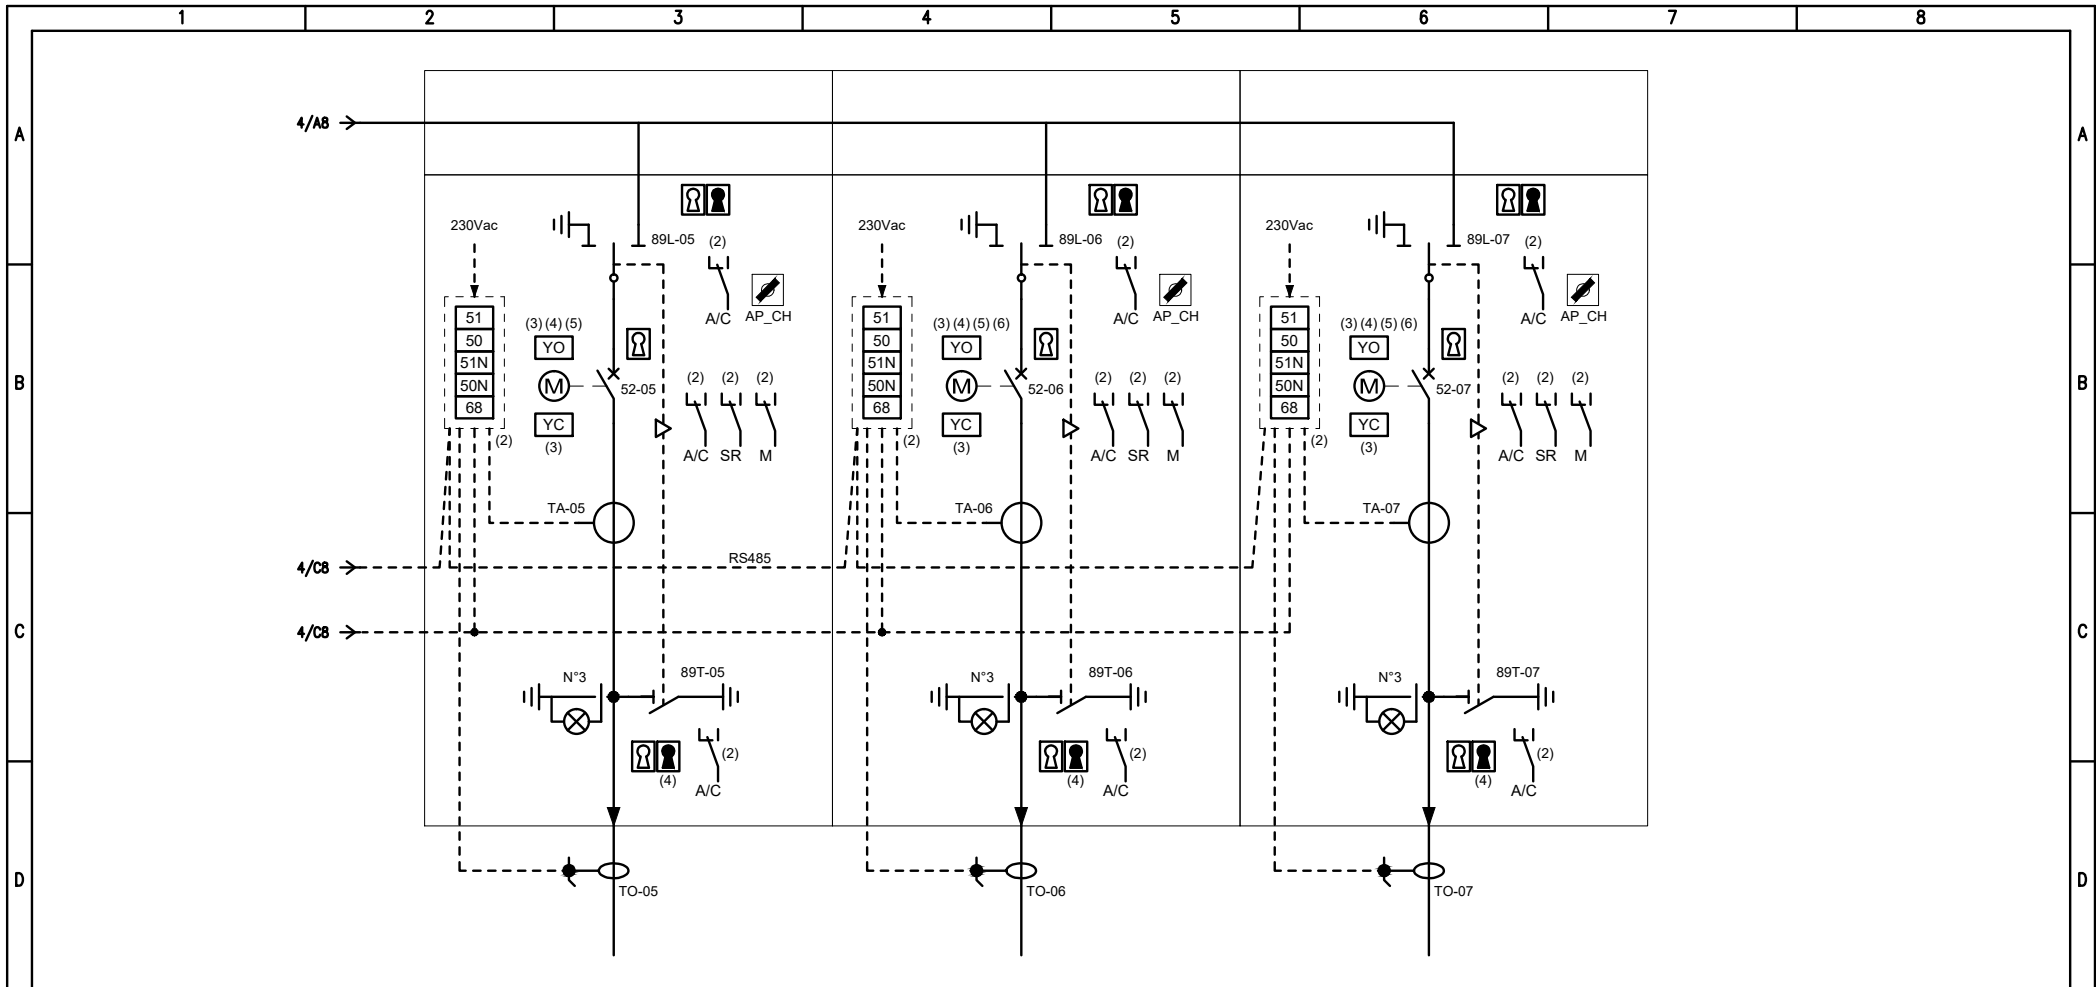 1 2 3 4 5 6 7 8
A A
4/A8
230Vac 89L-05 (2) 230Vac 89L-06 (2) 230Vac 89L-07 (2)
A/C AP_CH A/C AP_CH A/C AP_CH
51 (3) (4) (5) 51 (3) (4) (5) (6) 51 (3) (4) (5) (6)
50 YO 50 YO 50 YO
51N 51N 51N
B 50N M 52-05 (2) (2) (2) 50N M 52-06 (2) (2) (2) 50N M 52-07 (2) (2) (2) B
68 YC 68 YC 68 YC
(2) (3) A/C SR M (2) (3) A/C SR M (2) (3) A/C SR M
TA-05 TA-06 TA-07
4/C8 RS485
C 4/C8 C
N°3 89T-05 N°3 89T-06 N°3 89T-07
(2) (2) (2)
(4) A/C (4) A/C (4) A/C
D D
TO-05 TO-06 TO-07